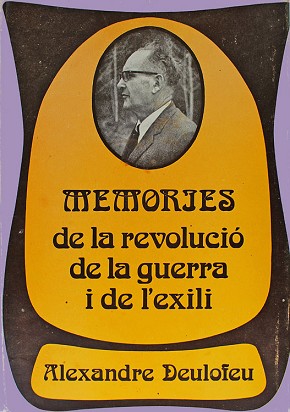 MEMORIES
de la revolució
de la guerra
i de l'exili
Alexandre Deulofeu